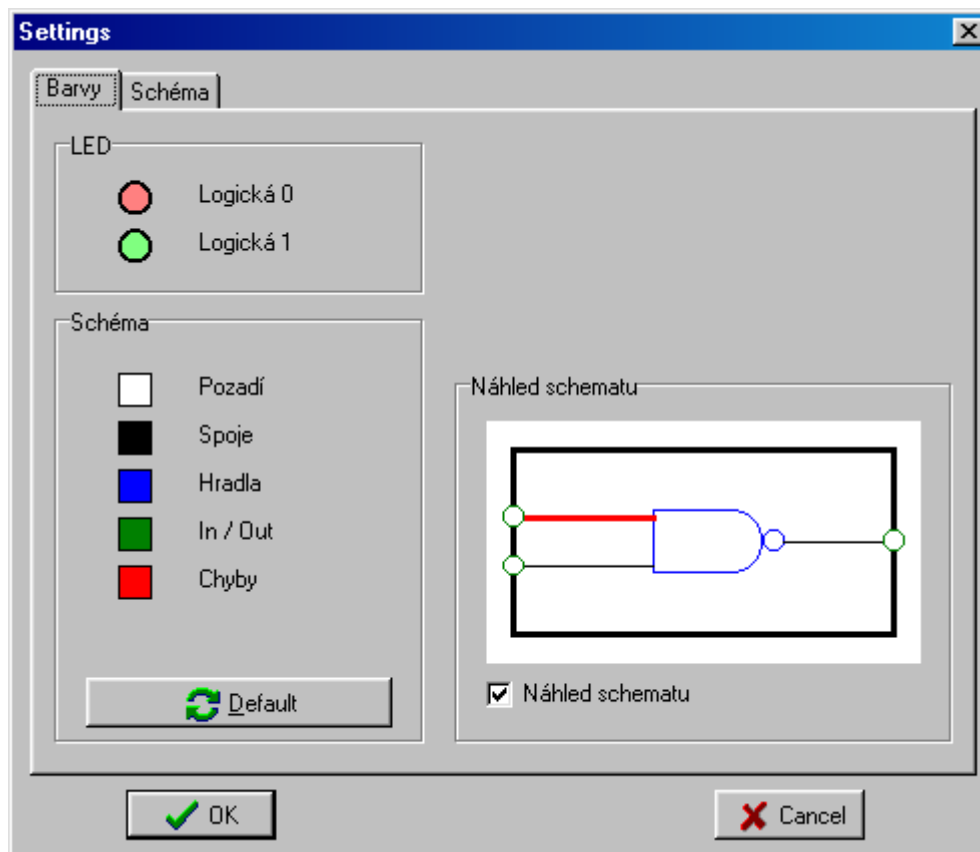 Settings
Barvy
Schéma
LED
Logická 0
Logická 1
Schéma
Pozadí
Spoje
Hradla
In / Out
Chyby
Default
Náhled schematu
Náhled schematu
OK
Cancel